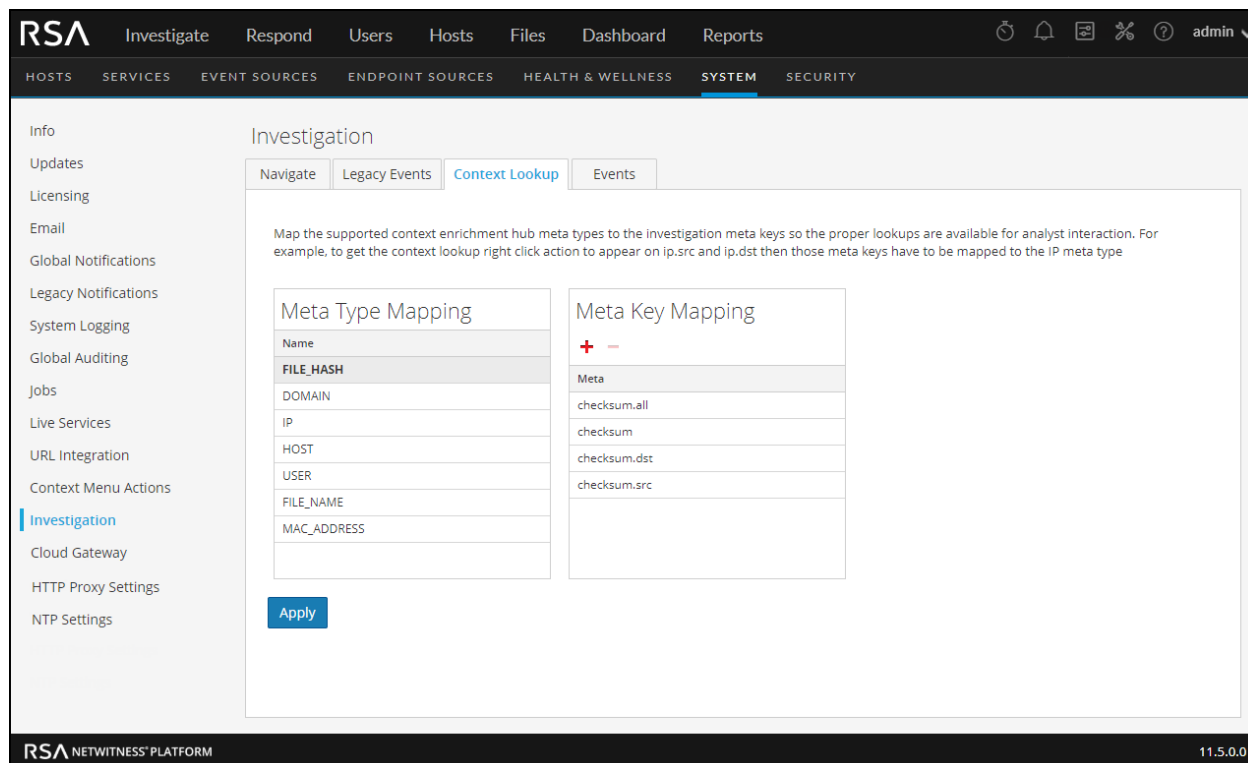 RSA Investigate Respond Users Hosts Files Dashboard Reports admin
HOSTS SERVICES EVENT SOURCES ENDPOINT SOURCES HEALTH & WELLNESS SYSTEM SECURITY
Info
Updates
Licensing
Email
Global Notifications
Legacy Notifications
System Logging
Global Auditing
Jobs
Live Services
URL Integration
Context Menu Actions
Investigation
Cloud Gateway
HTTP Proxy Settings
NTP Settings
Investigation
Navigate Legacy Events Context Lookup Events
Map the supported context enrichment hub meta types to the investigation meta keys so the proper lookups are available for analyst interaction. For
example, to get the context lookup right click action to appear on ip.src and ip.dst then those meta keys have to be mapped to the IP meta type
Meta Type Mapping
Name
FILE_HASH
DOMAIN
IP
HOST
USER
FILE_NAME
MAC_ADDRESS
Meta Key Mapping
Meta
checksum.all
checksum
checksum.dst
checksum.src
Apply
RSA NETWITNESS® PLATFORM
11.5.0.0